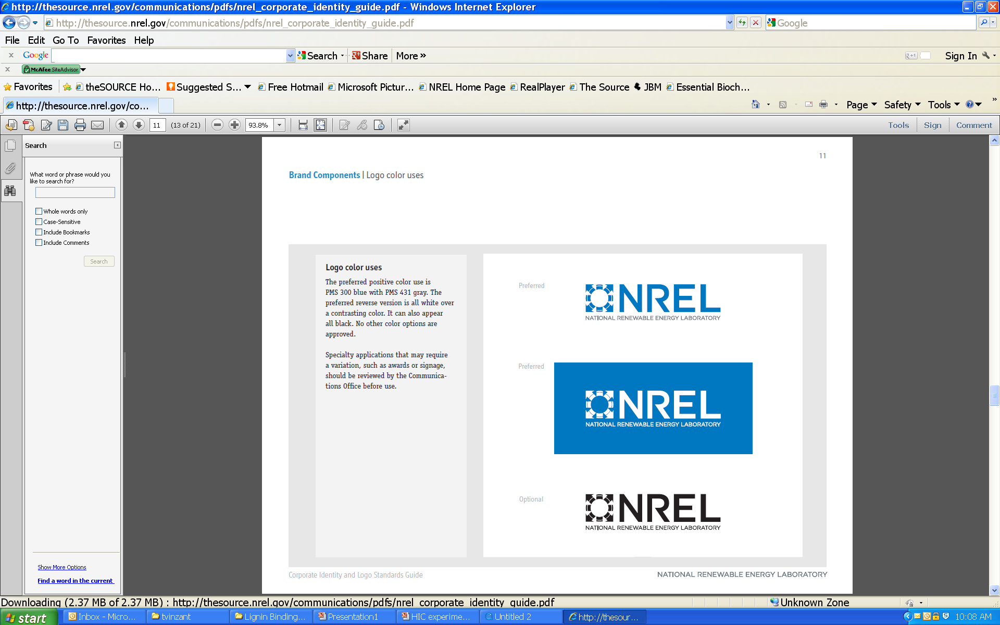 http://thesource.nrel.gov/communications/pdfs/nrel_corporate_identity_guide.pdf - Windows Internet Explorer
http://thesource.nrel.gov/communications/pdfs/nrel_corporate_identity_guide.pdf
Google
File Edit Go To Favorites Help
x Google Search Share More » Sign In
x McAfee SiteAdvisor
Favorites theSOURCE Ho... Suggested S... Free Hotmail Microsoft Pictur... NREL Home Page RealPlayer The Source JBM Essential Bioch...
http://thesource.nrel.gov/co... Page Safety Tools »
11 (13 of 21) 93.8% Tools Sign Comment
Search
What word or phrase would you
like to search for?
Whole words only
Case-Sensitive
Include Bookmarks
Include Comments
Search
Show More Options
Find a word in the current
11
Brand Components | Logo color uses
Logo color uses
The preferred positive color use is
PMS 300 blue with PMS 431 gray. The
preferred reverse version is all white over
a contrasting color. It can also appear
all black. No other color options are
approved.
Specialty applications that may require
a variation, such as awards or signage,
should be reviewed by the Communica-
tions Office before use.
Preferred
NREL
NATIONAL RENEWABLE ENERGY LABORATORY
Preferred
NREL
NATIONAL RENEWABLE ENERGY LABORATORY
Optional
NREL
NATIONAL RENEWABLE ENERGY LABORATORY
Corporate Identity and Logo Standards Guide
NATIONAL RENEWABLE ENERGY LABORATORY
Downloading (2.37 MB of 2.37 MB) : http://thesource.nrel.gov/communications/pdfs/nrel_corporate_identity_guide.pdf Unknown Zone
start Inbox - Micro... tvinzant Lignin Binding... Presentation1 HIC experime... Untitled 2 http://thesour... 10:08 AM